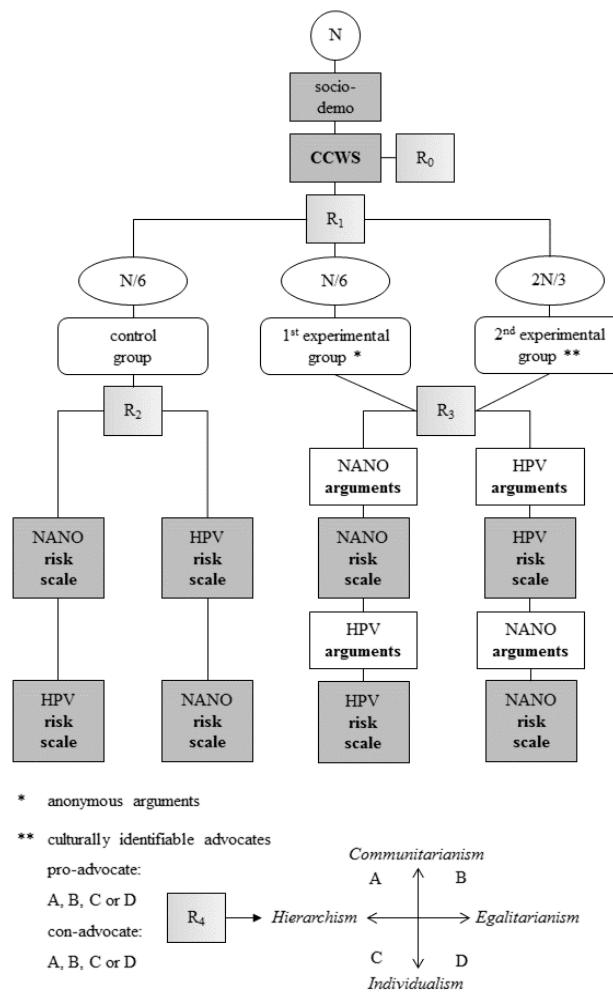 N
socio-
demo
CCWS
R0
R1
N/6
N/6
2N/3
control
group
1st experimental
group *
2nd experimental
group **
R2
R3
NANO
arguments
HPV
arguments
NANO
risk
scale
HPV
risk
scale
NANO
risk
scale
HPV
risk
scale
HPV
arguments
NANO
arguments
HPV
risk
scale
NANO
risk
scale
HPV
risk
scale
NANO
risk
scale
* anonymous arguments
** culturally identifiable advocates
pro-advocate:
A, B, C or D
con-advocate:
A, B, C or D
R4
Communitarianism
A B
Hierarchism Egalitarianism
C D
Individualism